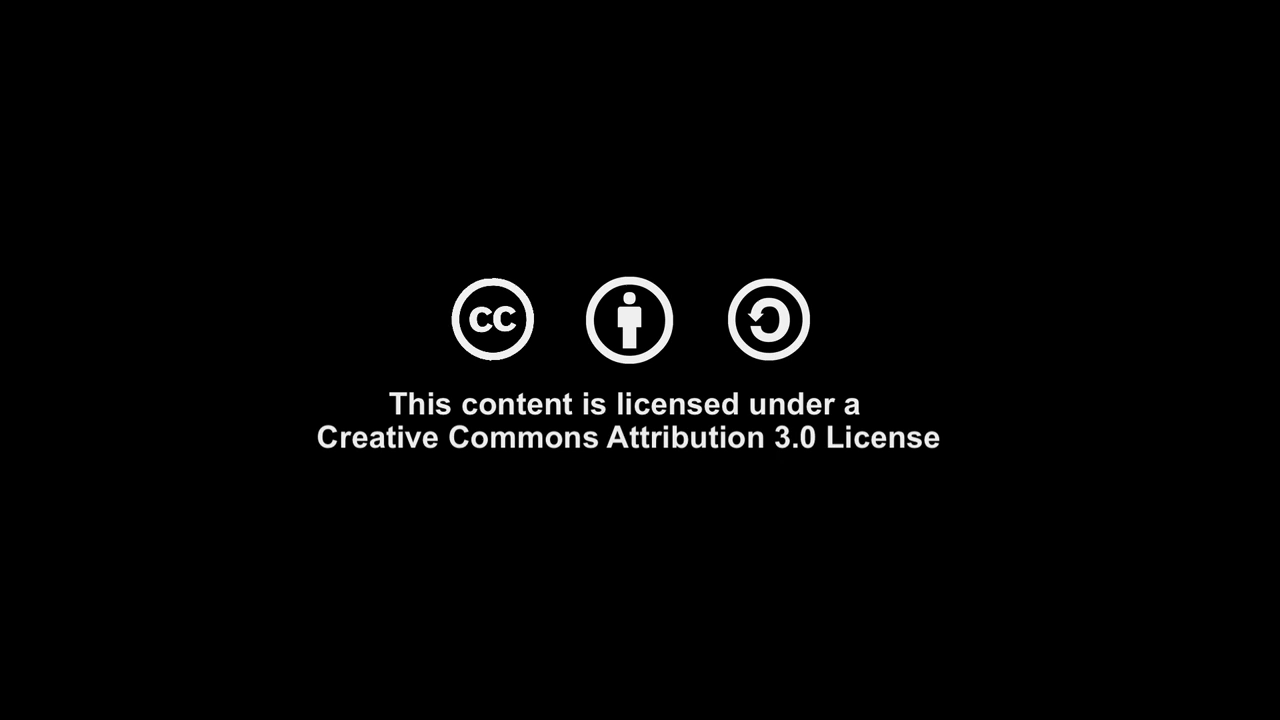 cc
This content is licensed under a
Creative Commons Attribution 3.0 License